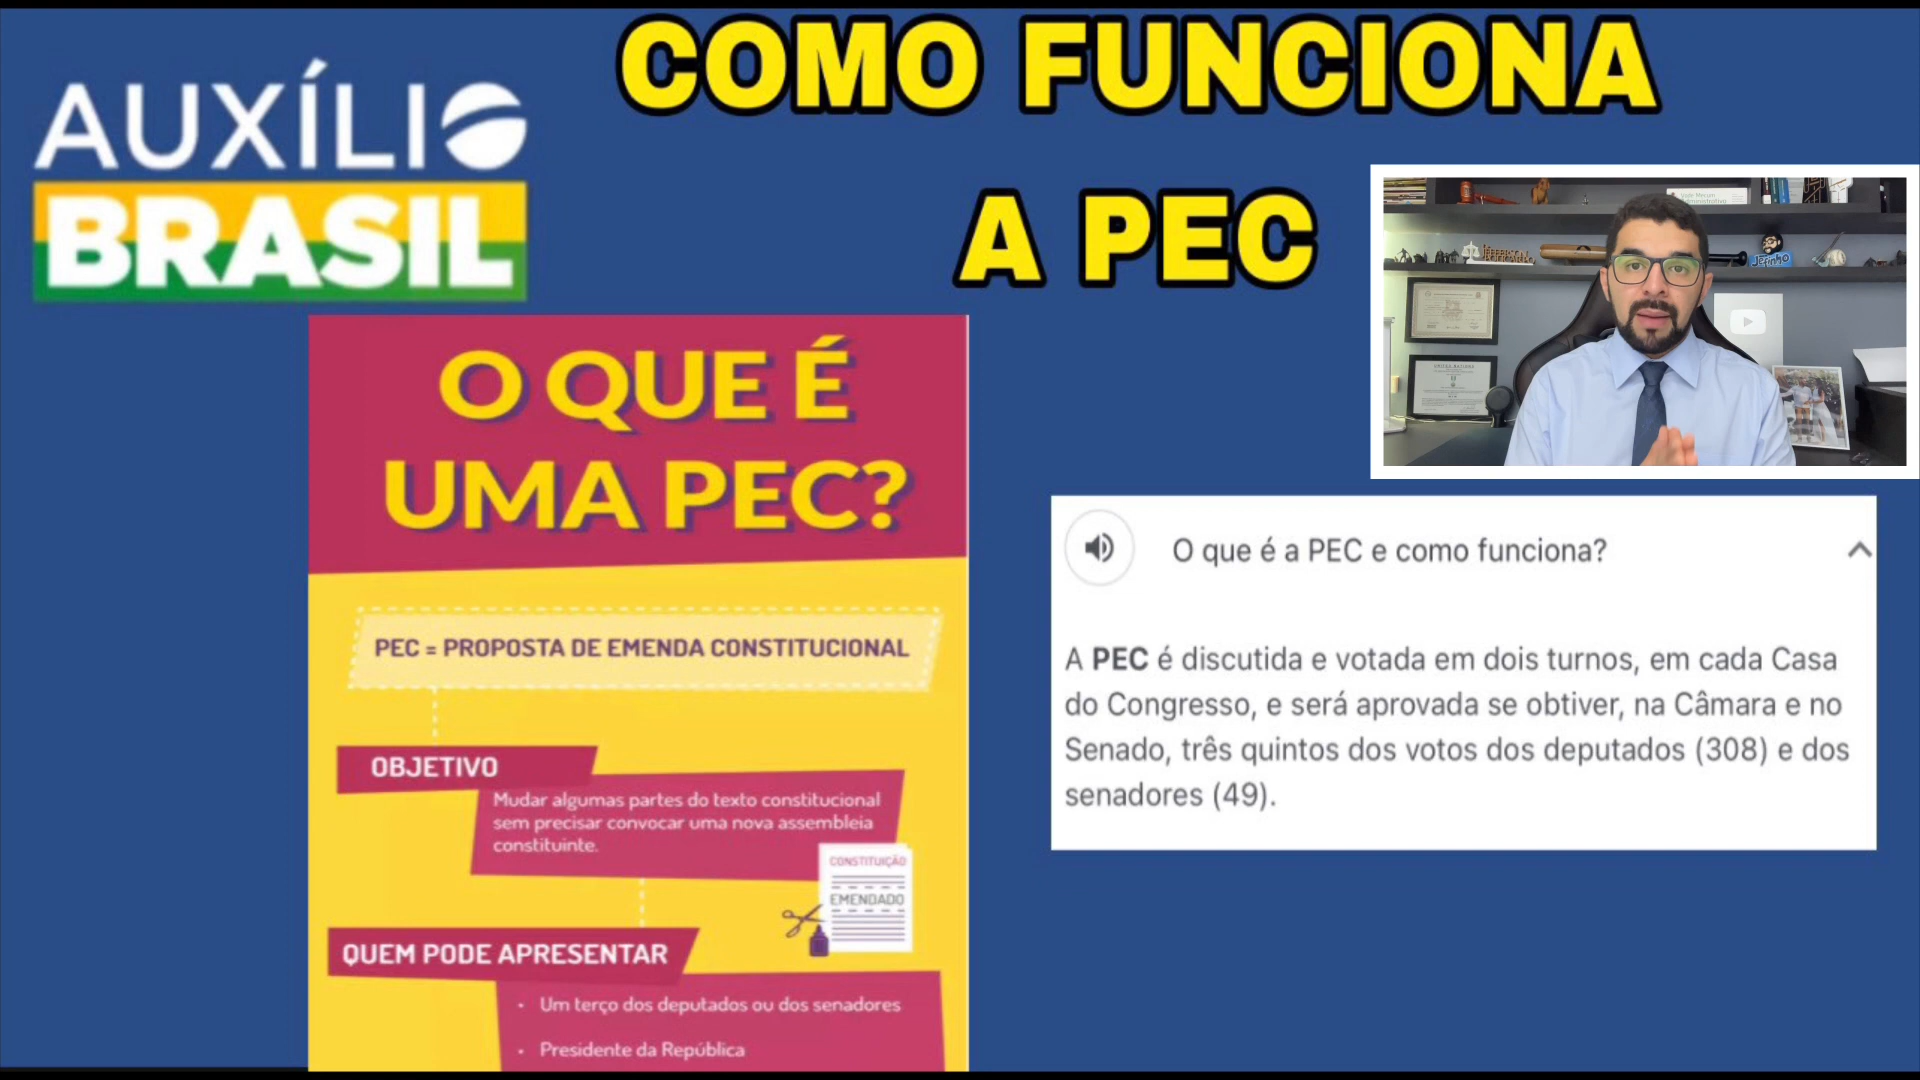 AUXÍLIO
BRASIL
COMO FUNCIONA
A PEC
Jefinho
O QUE É
UMA PEC?
PEC = PROPOSTA DE EMENDA CONSTITUCIONAL
OBJETIVO
Mudar algumas partes do texto constitucional
sem precisar convocar uma nova assembleia
constituinte.
CONSTITUIÇÃO
EMENDADO
QUEM PODE APRESENTAR
• Um terço dos deputados ou dos senadores
• Presidente da República
O que é a PEC e como funciona?
A PEC é discutida e votada em dois turnos, em cada Casa
do Congresso, e será aprovada se obtiver, na Câmara e no
Senado, três quintos dos votos dos deputados (308) e dos
senadores (49).